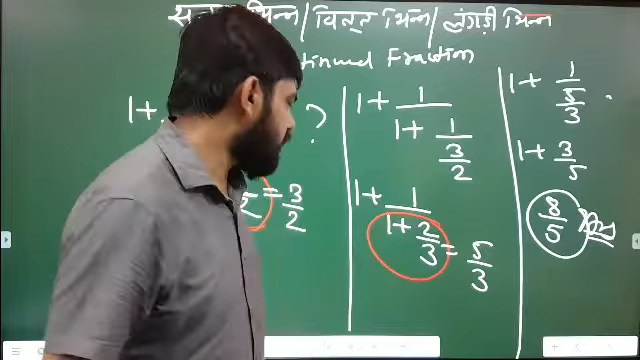 भिन्न / वितत भिन्न / लंगड़ी भिन्न
Fraction
1+
?
= 3/2
1 + 1/(1 + 1/(3/2))
1 + 1/(1 + 2/3)
= 5/3
1 + 1/(5/3)
1 + 3/5
8/5